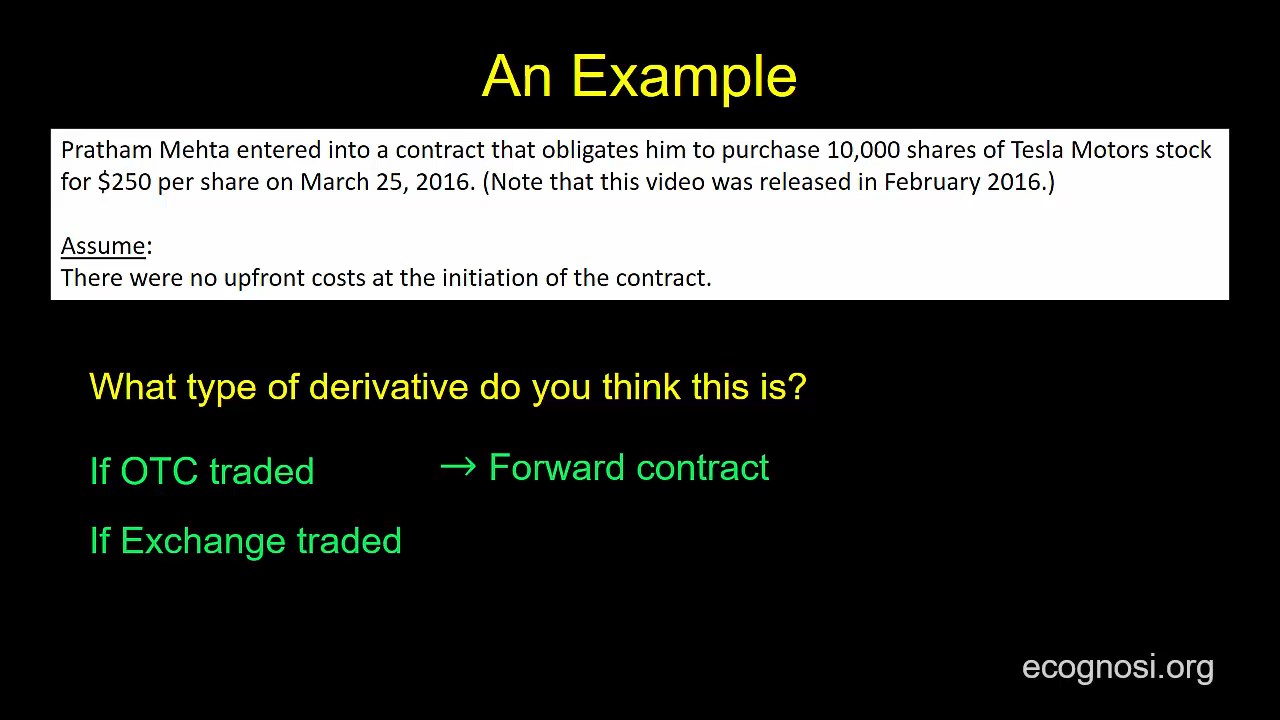 An Example
Pratham Mehta entered into a contract that obligates him to purchase 10,000 shares of Tesla Motors stock
for $250 per share on March 25, 2016. (Note that this video was released in February 2016.)
Assume:
There were no upfront costs at the initiation of the contract.
What type of derivative do you think this is?
If OTC traded → Forward contract
If Exchange traded
ecognosi.org